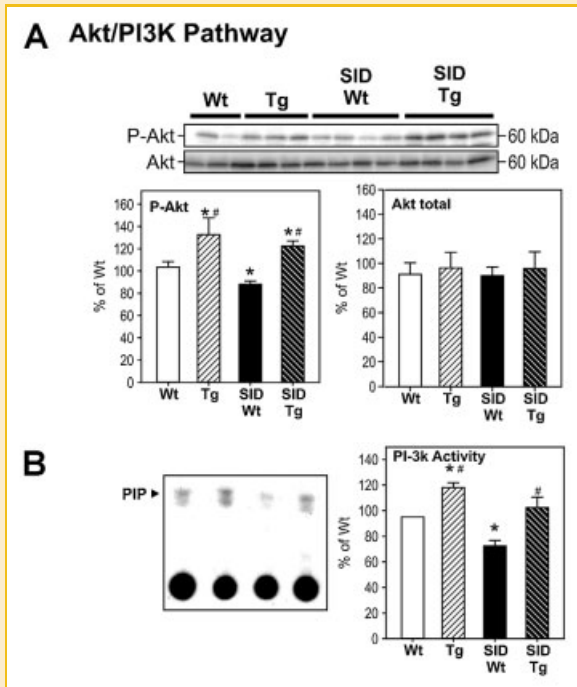 A Akt/PI3K Pathway
Wt Tg SID Wt SID Tg
P-Akt 60 kDa
Akt 60 kDa
P-Akt
% of Wt
160
140
120
100
80
60
40
20
0
* #
*
* #
Wt Tg SID Wt SID Tg
Akt total
% of Wt
160
140
120
100
80
60
40
20
0
Wt Tg SID Wt SID Tg
B
PIP
PI-3k Activity
% of Wt
140
120
100
80
60
40
20
0
* #
*
#
Wt Tg SID Wt SID Tg